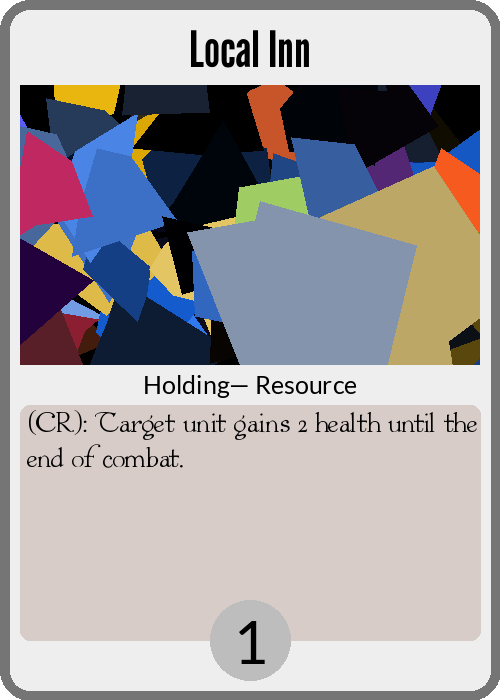 Local Inn
Holding— Resource
(CR): Target unit gains 2 health until the
end of combat.
1